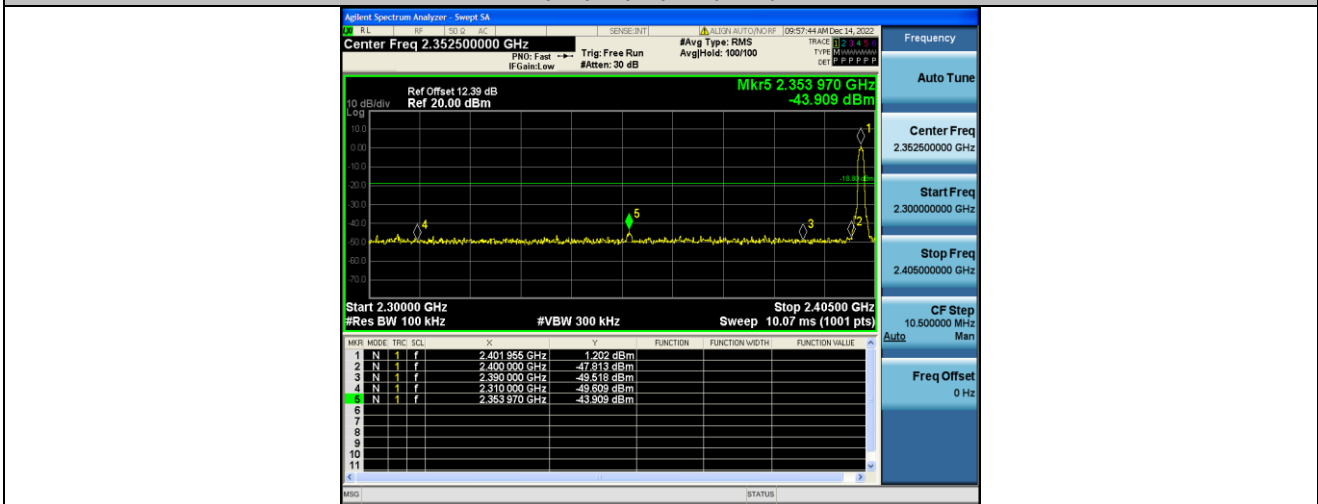 Agilent Spectrum Analyzer - Swept SA
RL RF 50 Ω AC SENSE:INT ALIGN AUTO/NO RF 09:57:44 AM Dec 14, 2022
Center Freq 2.352500000 GHz
PNO: Fast
IFGain:Low
Trig: Free Run
#Atten: 30 dB
#Avg Type: RMS
Avg|Hold: 100/100
TRACE 1 2 3 4 5 6
TYPE
DET P P P P P P
Frequency
Auto Tune
Center Freq
2.352500000 GHz
Start Freq
2.300000000 GHz
Stop Freq
2.405000000 GHz
CF Step
10.500000 MHz
Auto Man
Freq Offset
0 Hz
Mkr5 2.353 970 GHz
-43.909 dBm
Ref Offset 12.39 dB
10 dB/div Ref 20.00 dBm
Log
10.0
0.00
-10.0
-20.0
-30.0
-40.0
-50.0
-60.0
-70.0
1
2
3
4
5
Start 2.30000 GHz Stop 2.40500 GHz
#Res BW 100 kHz #VBW 300 kHz Sweep 10.07 ms (1001 pts)
MKR MODE TRC SCL X Y FUNCTION FUNCTION WIDTH FUNCTION VALUE
1 N 1 f 2.401 955 GHz 1.202 dBm
2 N 1 f 2.400 000 GHz -47.813 dBm
3 N 1 f 2.390 000 GHz -49.518 dBm
4 N 1 f 2.310 000 GHz -49.609 dBm
5 N 1 f 2.353 970 GHz -43.909 dBm
6
7
8
9
10
11
MSG STATUS